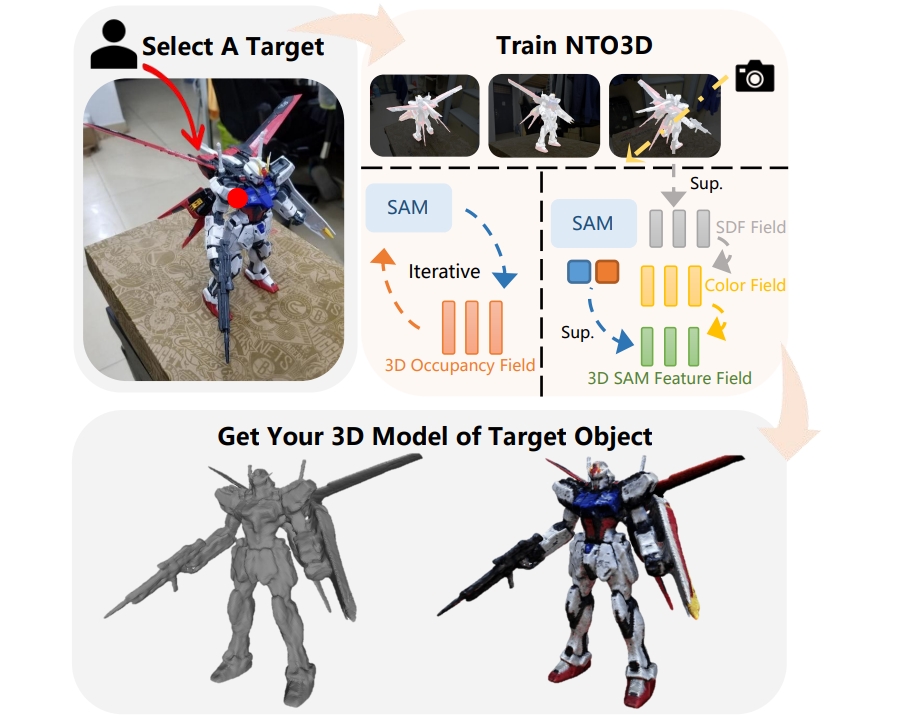 Select A Target
Train NTO3D
Sup.
SAM
SAM
SDF Field
Iterative
Color Field
Sup.
3D Occupancy Field
3D SAM Feature Field
Get Your 3D Model of Target Object